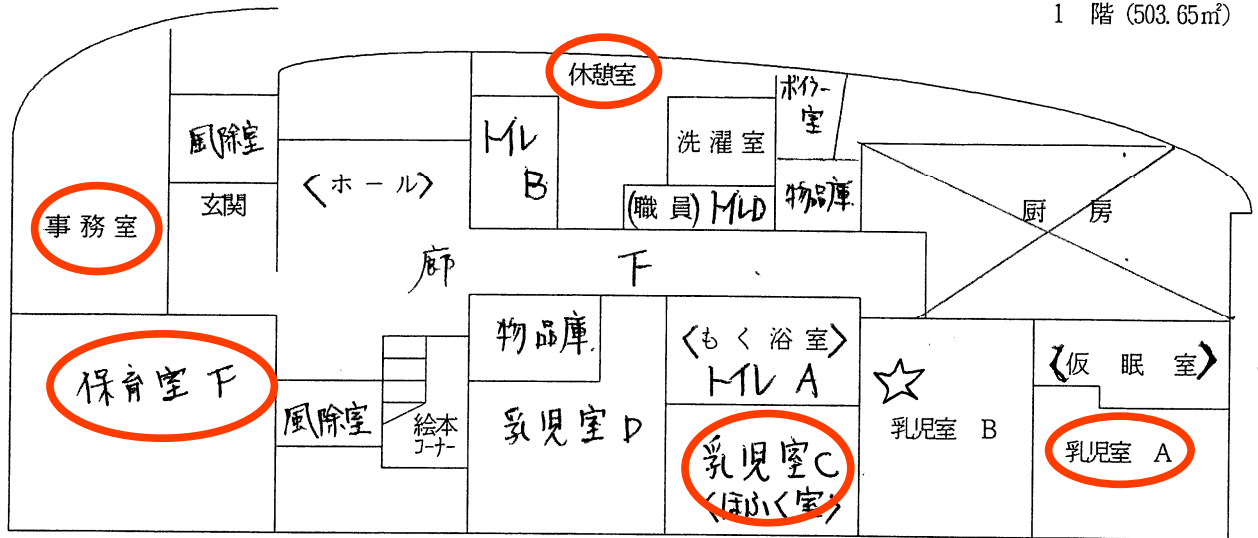 1 階 (503.65㎡)
休憩室
ボイラー室
風除室
トイレ B
洗濯室
事務室
玄関
〈ホール〉
(職員) トイレD
物品庫
厨房
廊下
保育室 F
物品庫
〈もく浴室〉
トイレ A
〈仮眠室〉
風除室
絵本コーナー
乳児室 D
乳児室 C
〈ほふく室〉
乳児室 B
乳児室 A